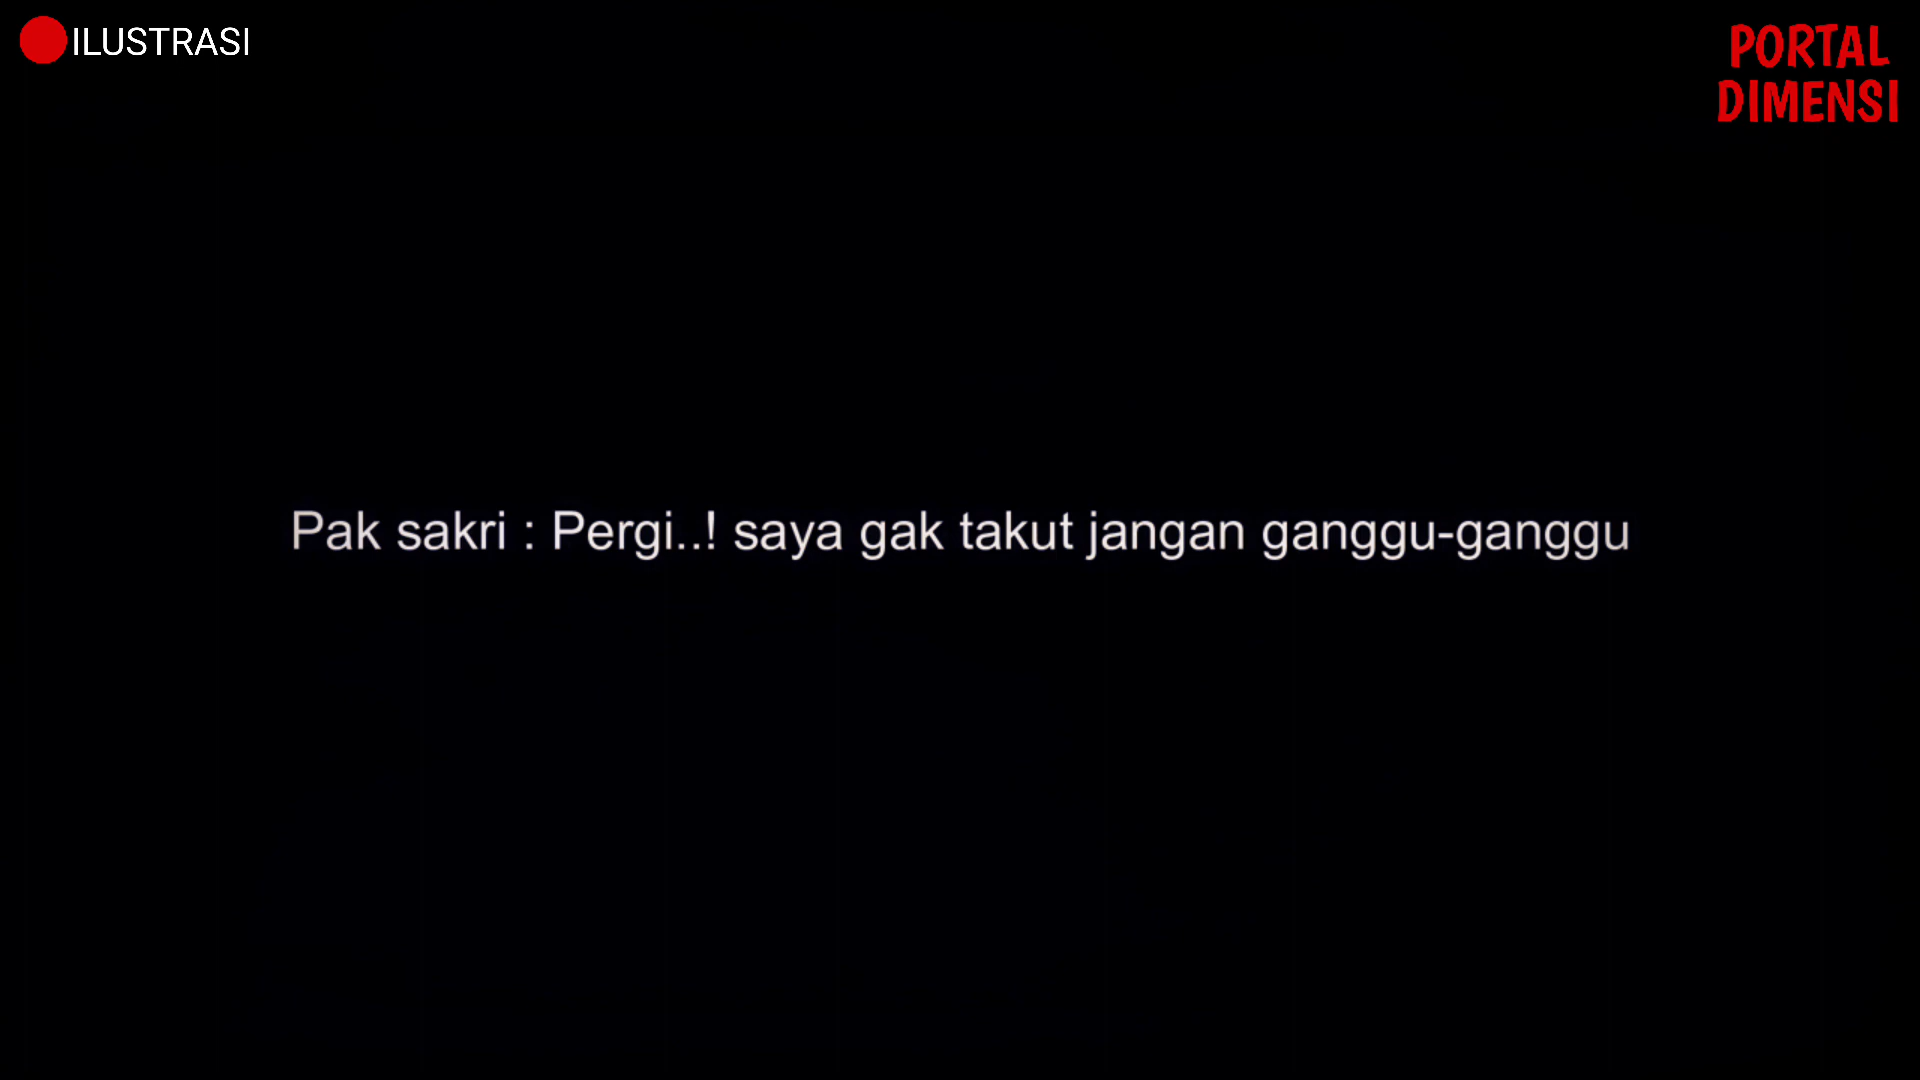 ILUSTRASI
PORTAL
DIMENSI
Pak sakri : Pergi..! saya gak takut jangan ganggu-ganggu